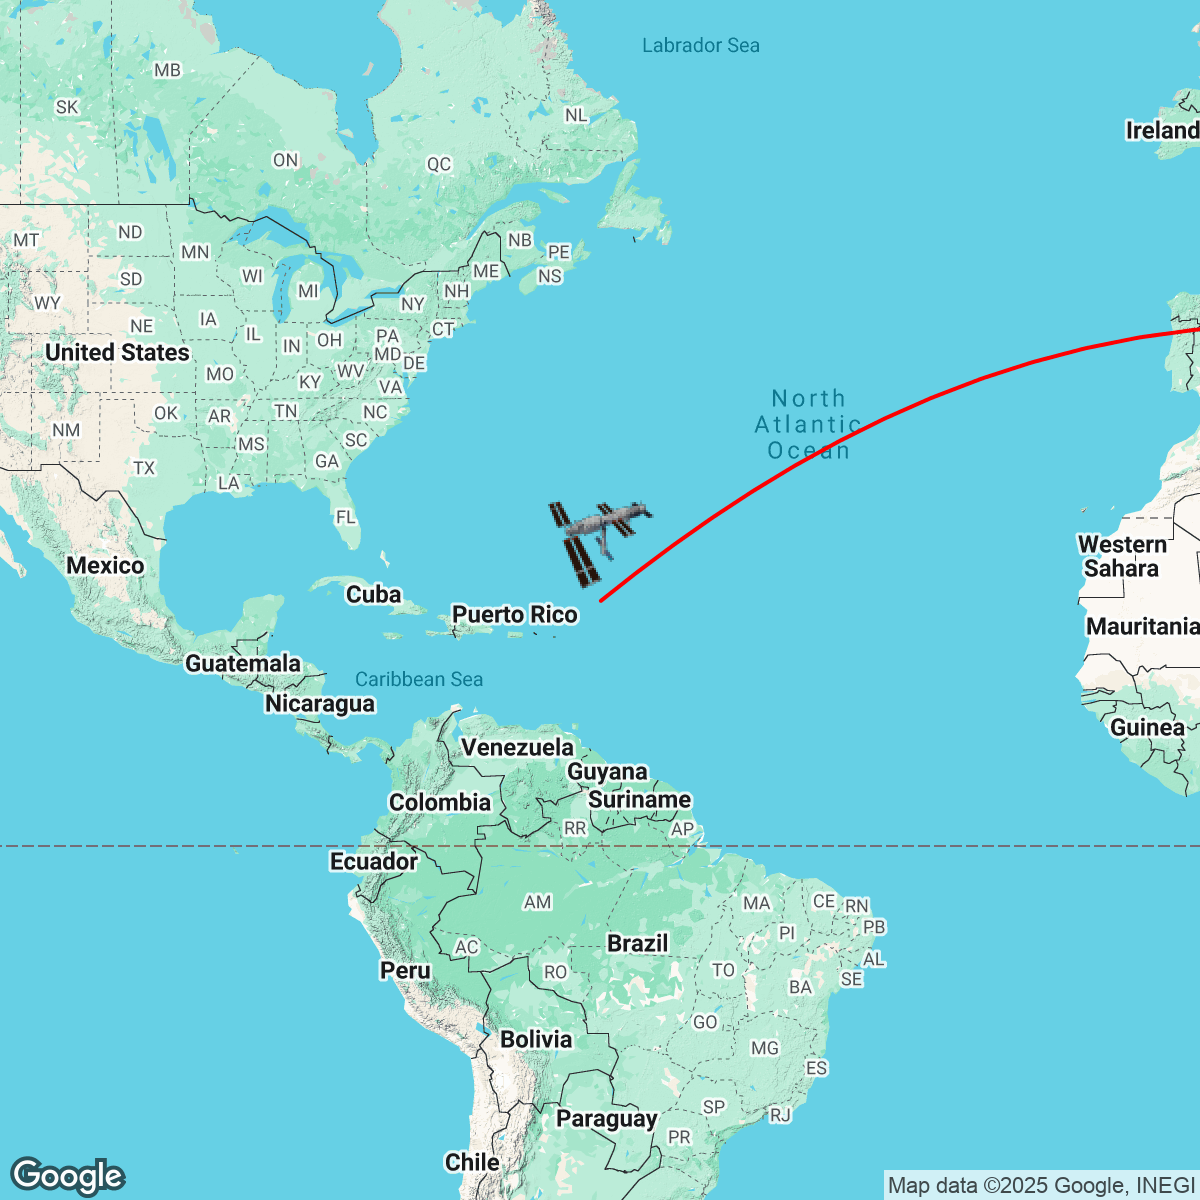 Labrador Sea
MB
SK
NL
Ireland
ON
QC
MT
ND
MN
NB
PE
SD
WI
ME
NS
WY
MI
NH
NY
NE
IA
IL
IN
OH
PA
CT
United States
MD
DE
MO
KY
WV
VA
North
Atlantic
Ocean
OK
AR
TN
NC
NM
MS
SC
TX
GA
LA
FL
Western
Sahara
Mexico
Cuba
Puerto Rico
Mauritania
Guatemala
Caribbean Sea
Nicaragua
Guinea
Venezuela
Guyana
Colombia
Suriname
RR
AP
Ecuador
AM
MA
CE
RN
PI
PB
AC
Brazil
AL
Peru
RO
TO
SE
BA
GO
Bolivia
MG
ES
Paraguay
SP
RJ
PR
Chile
Google
Map data ©2025 Google, INEGI